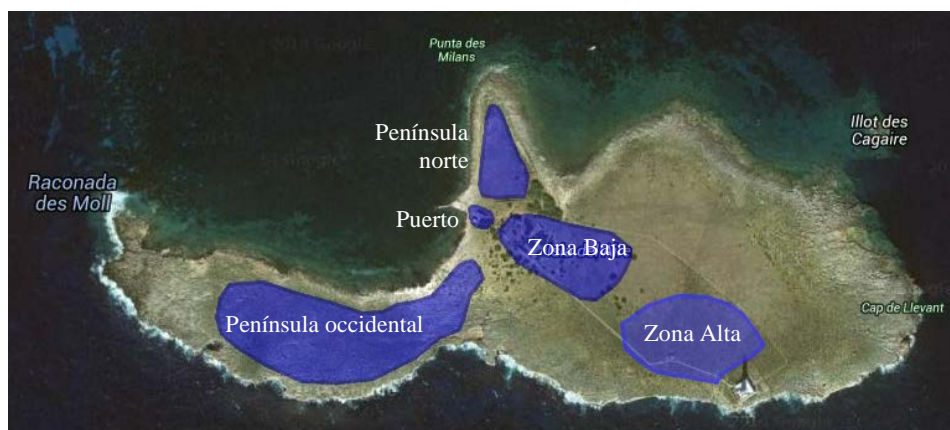 Punta des
Milans
Península
norte
Illot des
Cagaire
Raconada
des Moll
Puerto
Zona Baja
Cap de Llevant
Península occidental
Zona Alta